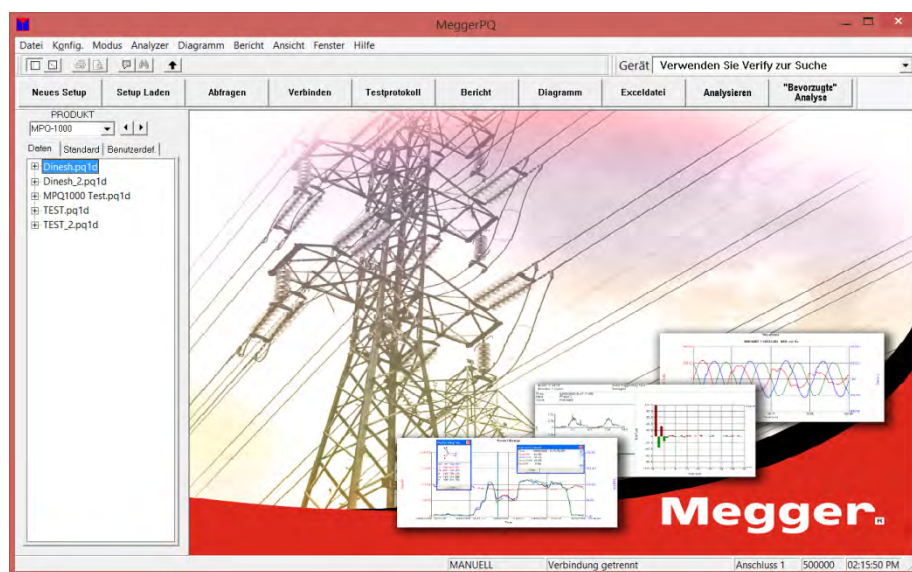 MeggerPQ
Datei Konfig. Modus Analyzer Diagramm Bericht Ansicht Fenster Hilfe
Gerät Verwenden Sie Verify zur Suche
Neues Setup Setup Laden Abfragen Verbinden Testprotokoll Bericht Diagramm Exceldatei Analysieren "Bevorzugte" Analyse
PRODUKT
MPQ-1000
Daten Standard Benutzerdef.
Dinesh.pq1d
Dinesh_2.pq1d
MPQ1000 Test.pq1d
TEST.pq1d
TEST_2.pq1d
Megger
MANUELL Verbindung getrennt Anschluss 1 500000 02:15:50 PM